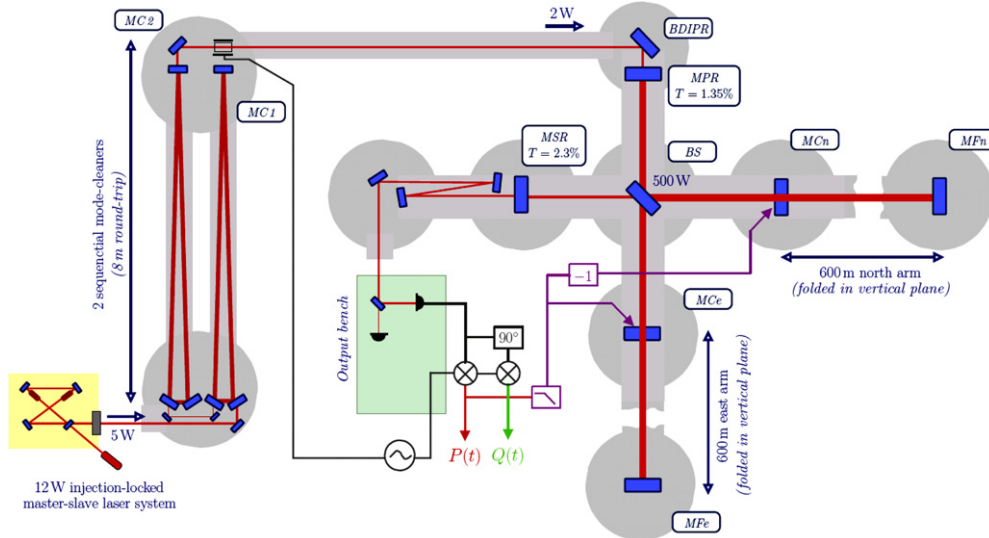 MC2
2 W
BDIPR
MPR
T = 1.35%
MC1
MSR
T = 2.3%
BS
MCn
MFn
500 W
2 sequenctial mode-cleaners
(8 m round-trip)
600 m north arm
(folded in vertical plane)
−1
MCe
Output bench
90°
600 m east arm
(folded in vertical plane)
5 W
P(t)
Q(t)
12 W injection-locked
master-slave laser system
MFe